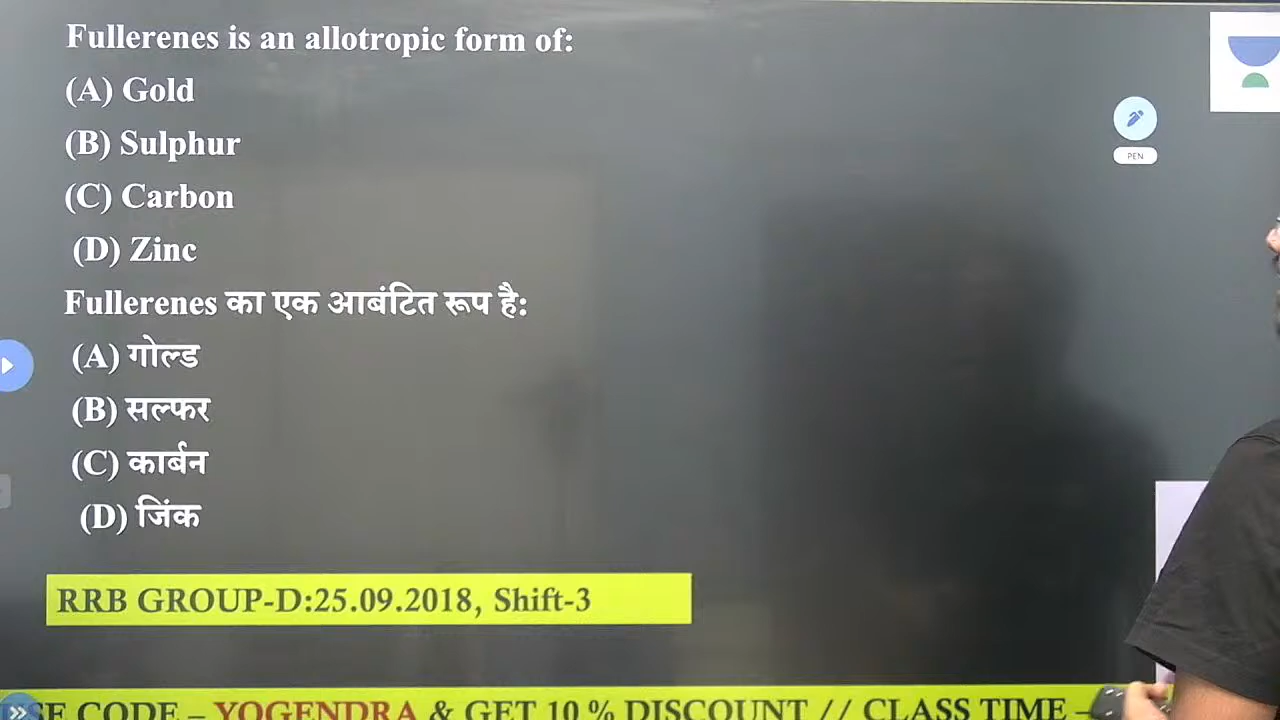 Fullerenes is an allotropic form of:
(A) Gold
(B) Sulphur
(C) Carbon
(D) Zinc
Fullerenes का एक आबंटित रूप है:
(A) गोल्ड
(B) सल्फर
(C) कार्बन
(D) जिंक
PEN
RRB GROUP-D:25.09.2018, Shift-3
CODE – YOGENDRA & GET 10 % DISCOUNT // CLASS TIME –